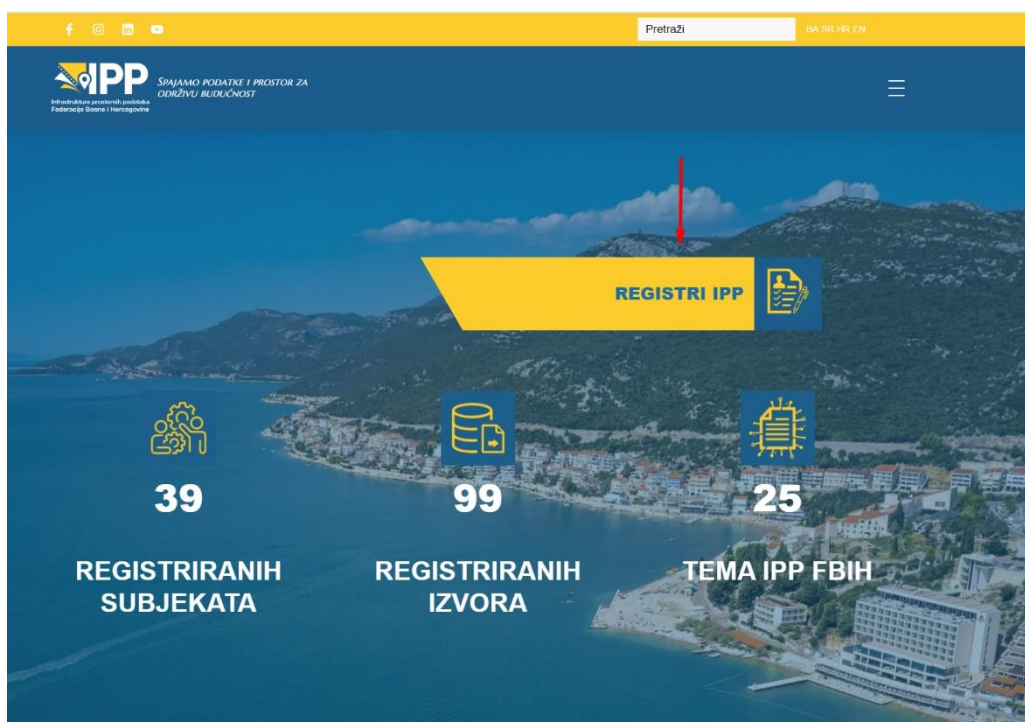 Pretraži
BA SR HR EN
IPP
Infrastruktura prostornih podataka
Federacije Bosne i Hercegovine
SPAJAMO PODATKE I PROSTOR ZA
ODRŽIVU BUDUĆNOST
REGISTRI IPP
39
REGISTRIRANIH
SUBJEKATA
99
REGISTRIRANIH
IZVORA
25
TEMA IPP FBIH